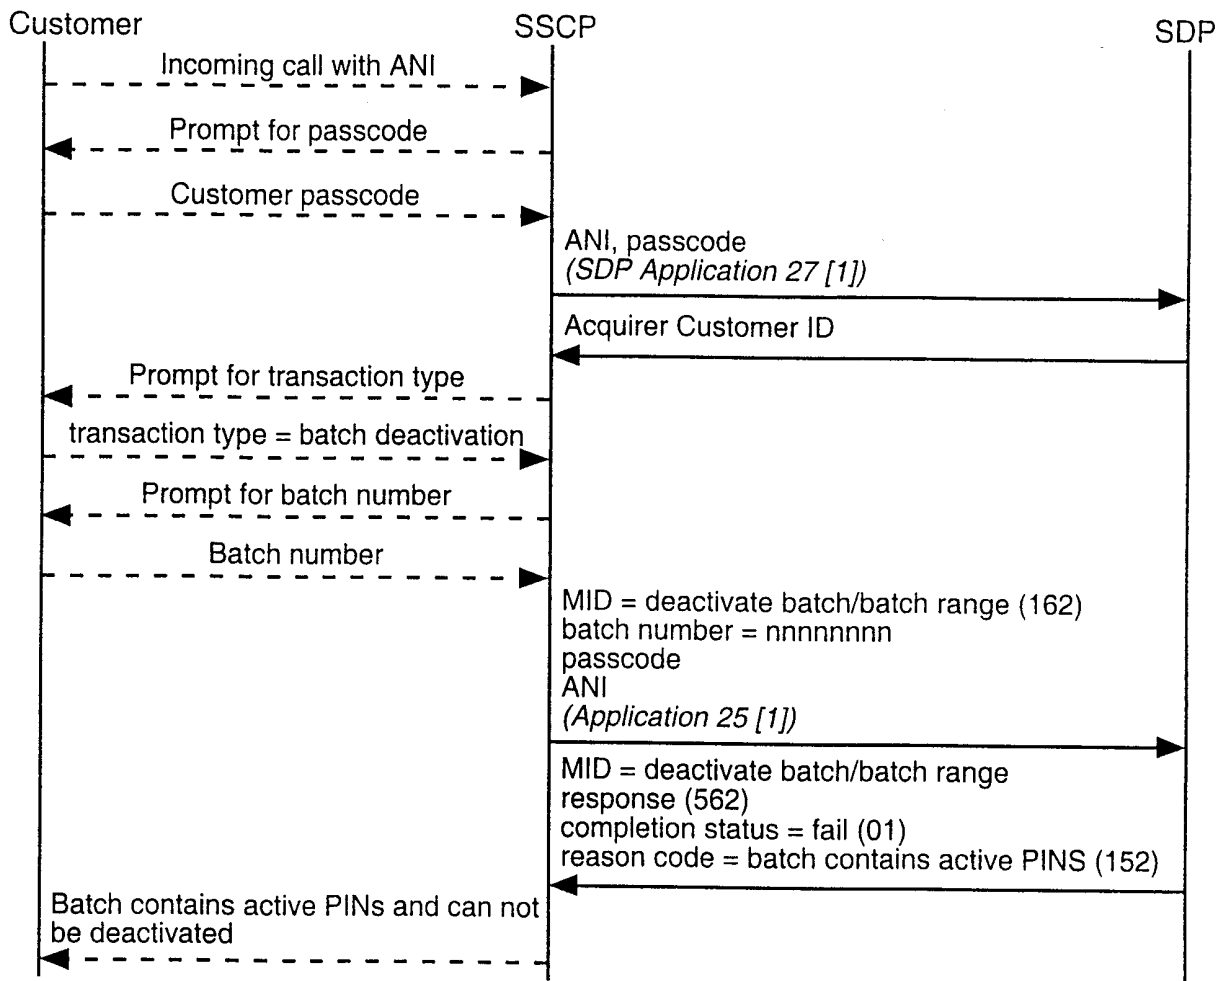 Customer
SSCP
SDP
Incoming call with ANI
Prompt for passcode
Customer passcode
ANI, passcode
(SDP Application 27 [1])
Acquirer Customer ID
Prompt for transaction type
transaction type = batch deactivation
Prompt for batch number
Batch number
MID = deactivate batch/batch range (162)
batch number = nnnnnnnn
passcode
ANI
(Application 25 [1])
MID = deactivate batch/batch range
response (562)
completion status = fail (01)
reason code = batch contains active PINS (152)
Batch contains active PINs and can not
be deactivated